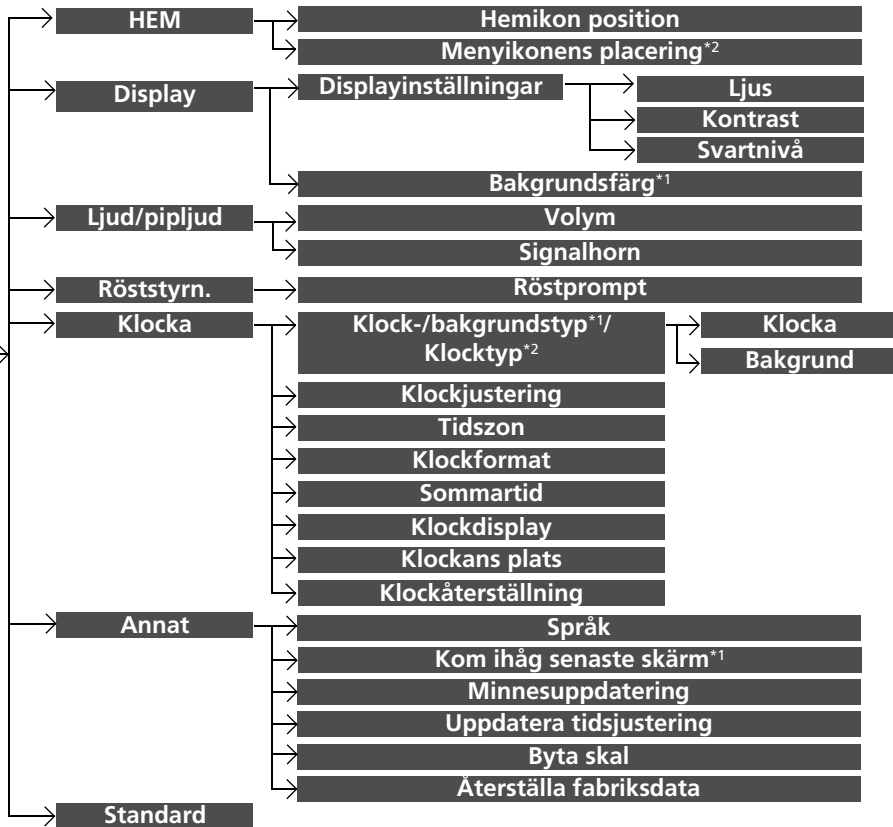 HEM
Hemikon position
Menyikonens placering*2
Display
Displayinställningar
Ljus
Kontrast
Svartnivå
Bakgrundsfärg*1
Ljud/pipljud
Volym
Signalhorn
Röststyrn.
Röstprompt
Klocka
Klock-/bakgrundstyp*1/
Klocktyp*2
Klocka
Bakgrund
Klockjustering
Tidszon
Klockformat
Sommartid
Klockdisplay
Klockans plats
Klockåterställning
Annat
Språk
Kom ihåg senaste skärm*1
Minnesuppdatering
Uppdatera tidsjustering
Byta skal
Återställa fabriksdata
Standard